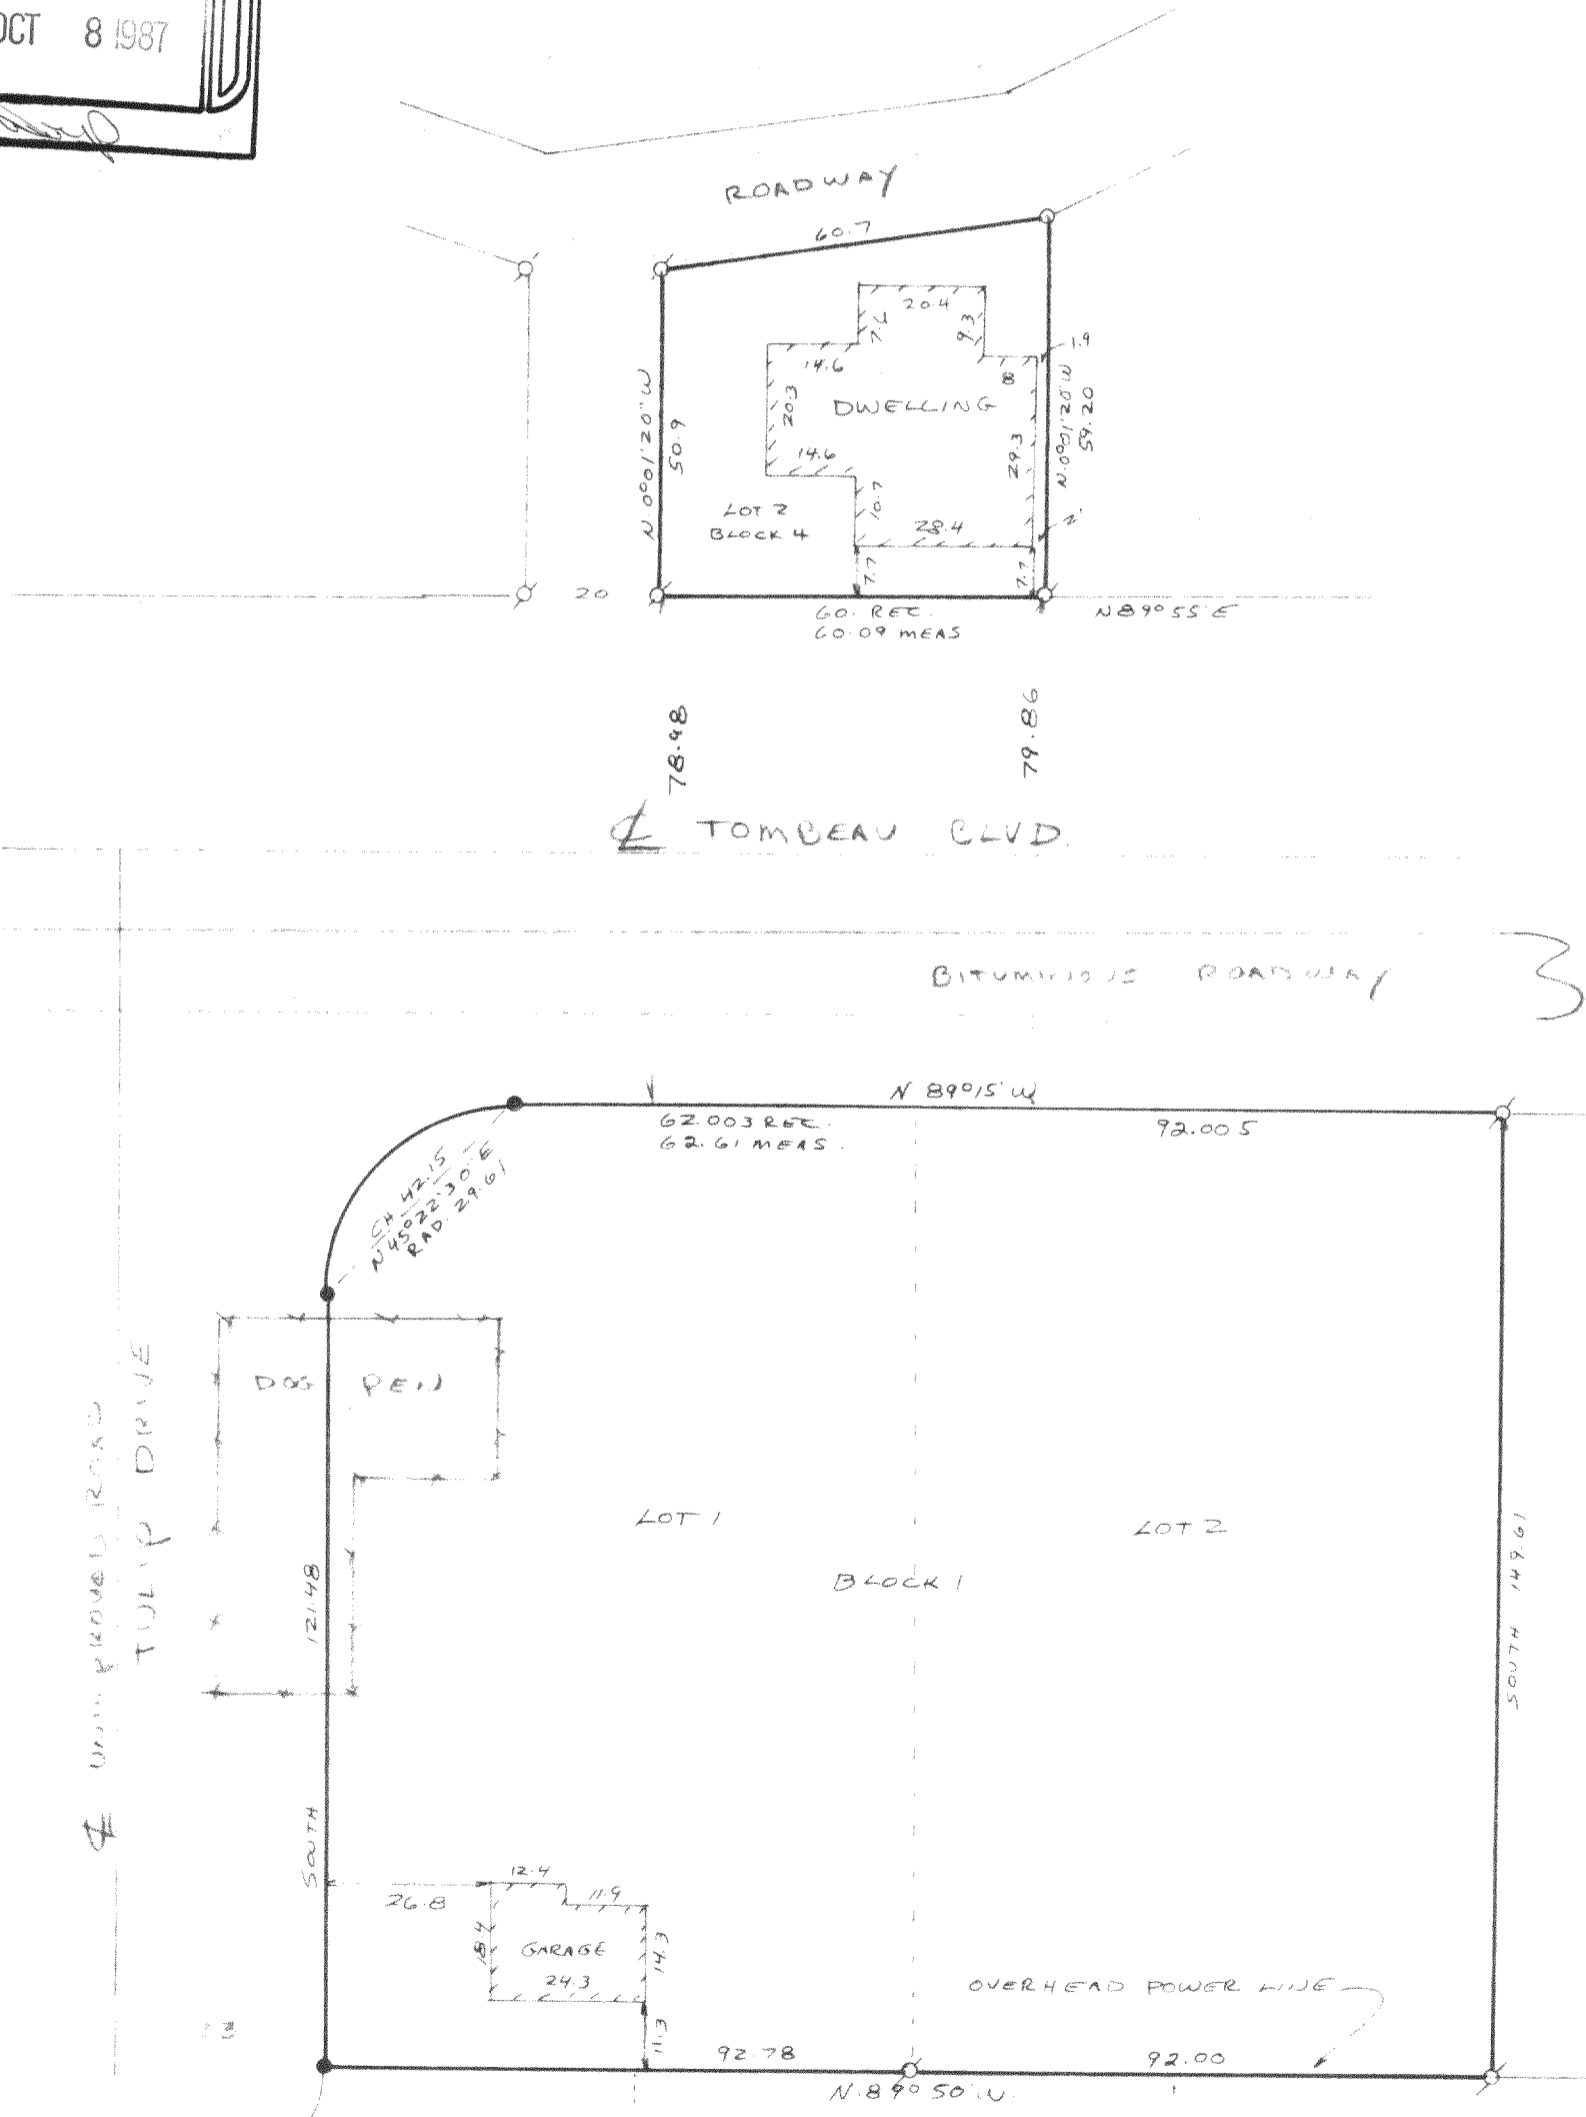 OCT 8 1987
ROADWAY
60.7
20.4
7.6
9.3
1.9
14.6
8
N.0°01'20"W
50.9
20.3
DWELLING
29.3
N.0°01'20"W
59.20
14.6
LOT 2
BLOCK 4
10.7
28.4
2'
7.7
7.7
20
60. REC.
60.09 MEAS
N89°55'E
78.98
79.86
℄ TOMBEAU BLVD.
BITUMINOUS ROADWAY
N 89°15' W
62.003 REC.
62.61 MEAS.
92.005
CH 42.15
N 45°22'30"E
RAD. 29.61
DOG PEN
℄ UNIMPROVED ROAD
TULIP DRIVE
121.48
SOUTH
LOT 1
LOT 2
BLOCK 1
SOUTH 149.61
12.4
11.9
26.8
18.4
GARAGE
14.3
24.3
11.3
OVERHEAD POWER LINE
92.78
92.00
N.89°50'W.